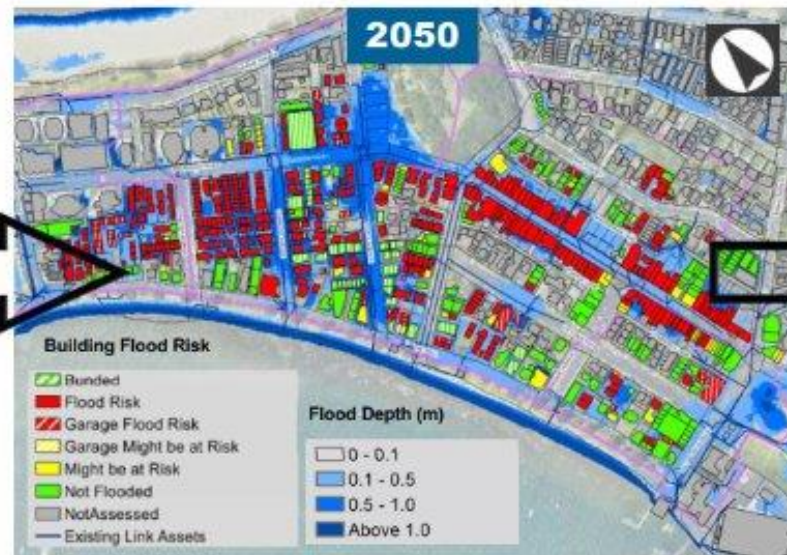 2050
Building Flood Risk
Bunded
Flood Risk
Garage Flood Risk
Garage Might be at Risk
Might be at Risk
Not Flooded
NotAssessed
Existing Link Assets
Flood Depth (m)
0 - 0.1
0.1 - 0.5
0.5 - 1.0
Above 1.0